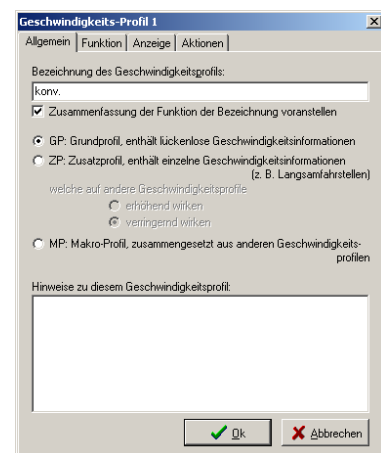 Geschwindigkeits-Profil 1
Allgemein Funktion Anzeige Aktionen
Bezeichnung des Geschwindigkeitsprofils:
konv.
Zusammenfassung der Funktion der Bezeichnung voranstellen
GP: Grundprofil, enthält lückenlose Geschwindigkeitsinformationen
ZP: Zusatzprofil, enthält einzelne Geschwindigkeitsinformationen
(z. B. Langsamfahrstellen)
welche auf andere Geschwindigkeitsprofile
erhöhend wirken
verringernd wirken
MP: Makro-Profil, zusammengesetzt aus anderen Geschwindigkeits-
profilen
Hinweise zu diesem Geschwindigkeitsprofil:
Ok Abbrechen